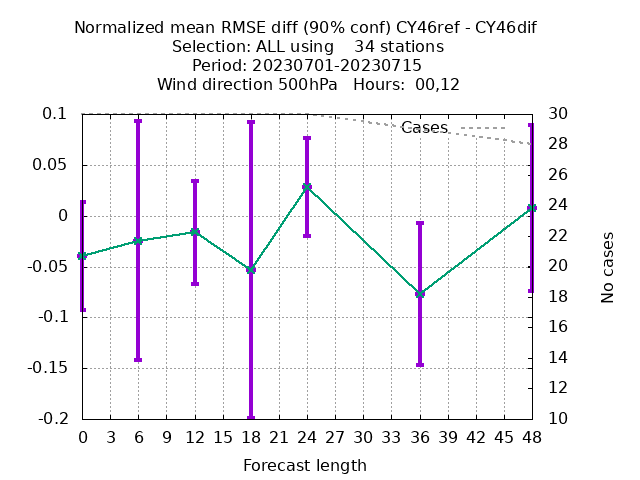 Normalized mean RMSE diff (90% conf) CY46ref - CY46dif
Selection: ALL using    34 stations
Period: 20230701-20230715
Wind direction 500hPa   Hours:  00,12
Cases
0.1
0.05
0
-0.05
-0.1
-0.15
-0.2
30
28
26
24
22
20
18
16
14
12
10
No cases
0 3 6 9 12 15 18 21 24 27 30 33 36 39 42 45 48
Forecast length